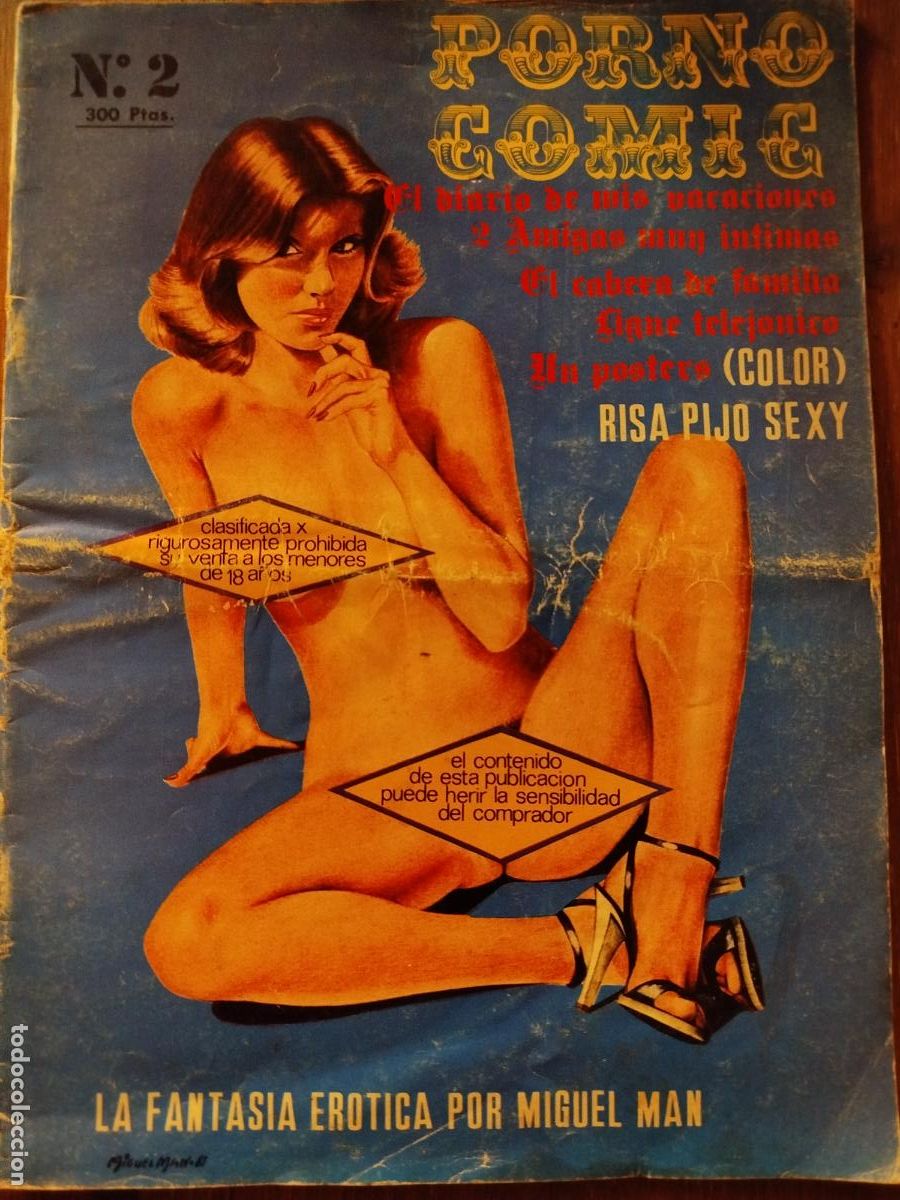 Nº 2
300 Ptas.
PORNO
COMIC
El diario de mis vacaciones
2 Amigas muy intimas
El cabeza de familia
Ligue telefonico
Un posters (COLOR)
RISA PIJO SEXY
clasificada x
rigurosamente prohibida
su venta a los menores
de 18 años
el contenido
de esta publicacion
puede herir la sensibilidad
del comprador
LA FANTASIA EROTICA POR MIGUEL MAN
todocoleccion